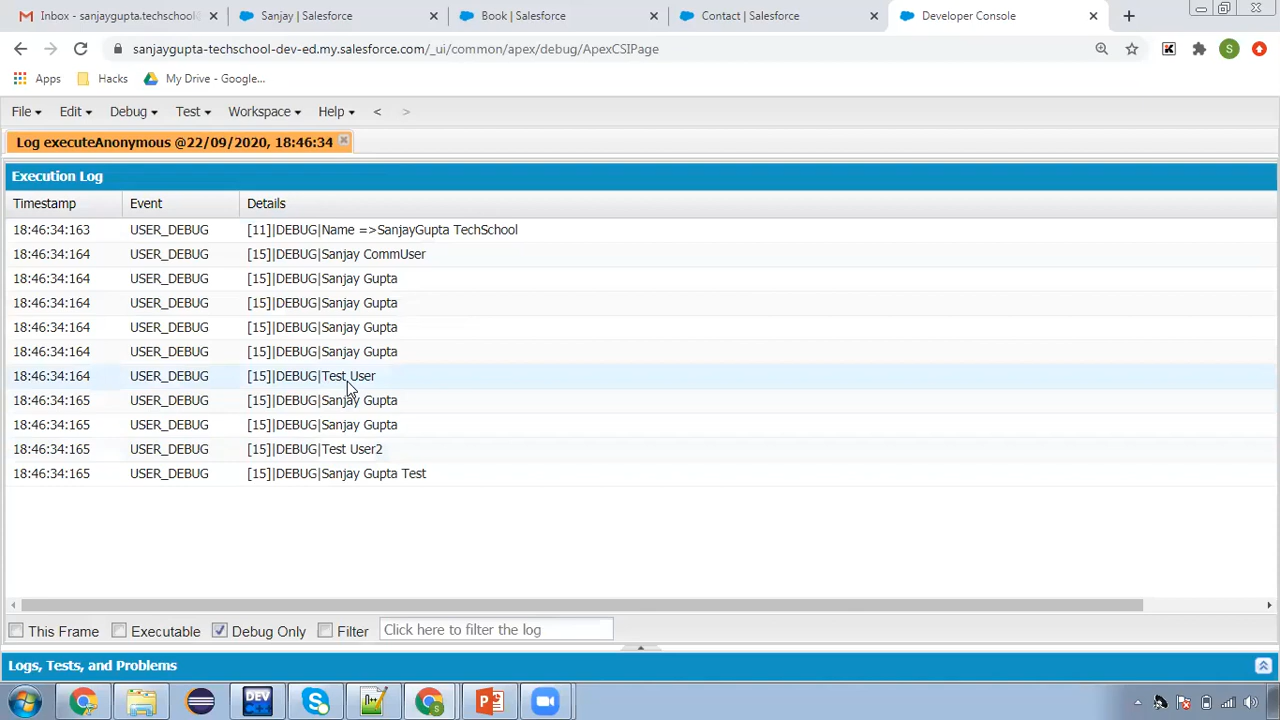 Inbox - sanjaygupta.techschool@
Sanjay | Salesforce
Book | Salesforce
Contact | Salesforce
Developer Console
sanjaygupta-techschool-dev-ed.my.salesforce.com/_ui/common/apex/debug/ApexCSIPage
S
Apps
Hacks
My Drive - Google...
File
Edit
Debug
Test
Workspace
Help
<
>
Log executeAnonymous @22/09/2020, 18:46:34
Execution Log
Timestamp Event Details
18:46:34:163 USER_DEBUG [11]|DEBUG|Name =>SanjayGupta TechSchool
18:46:34:164 USER_DEBUG [15]|DEBUG|Sanjay CommUser
18:46:34:164 USER_DEBUG [15]|DEBUG|Sanjay Gupta
18:46:34:164 USER_DEBUG [15]|DEBUG|Sanjay Gupta
18:46:34:164 USER_DEBUG [15]|DEBUG|Sanjay Gupta
18:46:34:164 USER_DEBUG [15]|DEBUG|Sanjay Gupta
18:46:34:164 USER_DEBUG [15]|DEBUG|Test User
18:46:34:165 USER_DEBUG [15]|DEBUG|Sanjay Gupta
18:46:34:165 USER_DEBUG [15]|DEBUG|Sanjay Gupta
18:46:34:165 USER_DEBUG [15]|DEBUG|Test User2
18:46:34:165 USER_DEBUG [15]|DEBUG|Sanjay Gupta Test
This Frame
Executable
Debug Only
Filter
Click here to filter the log
Logs, Tests, and Problems